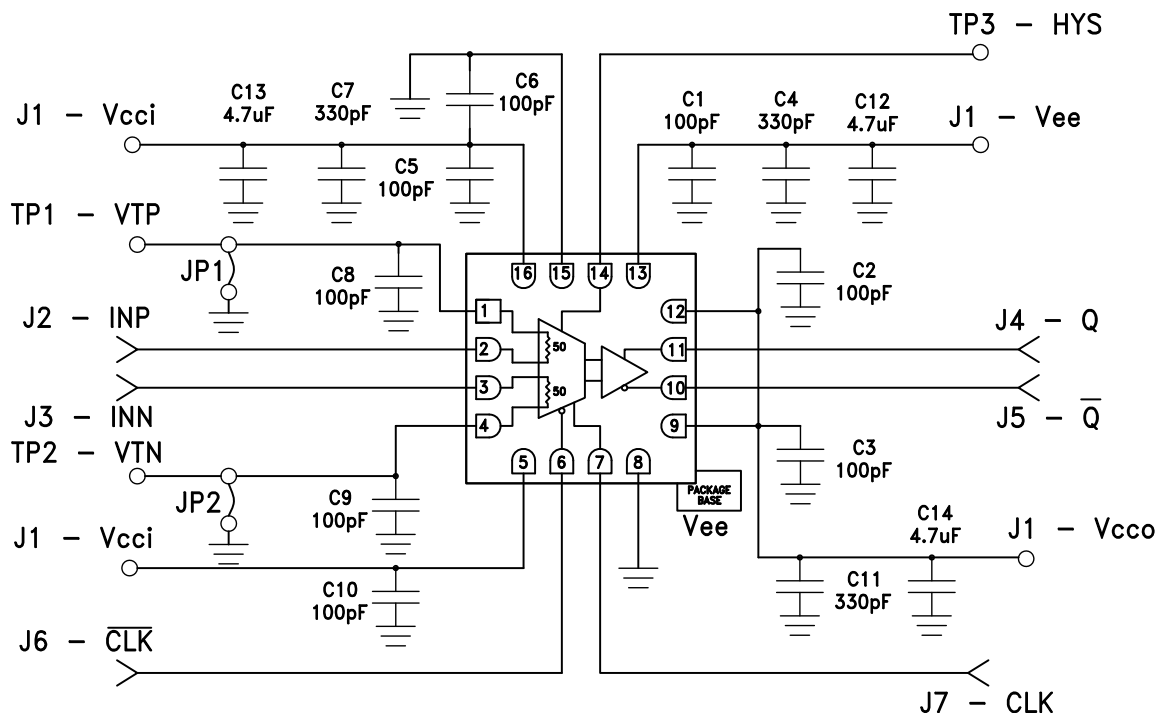 TP3 - HYS
C6
100pF
C13
4.7uF
C7
330pF
C1
100pF
C4
330pF
C12
4.7uF
J1 - Vcci
J1 - Vee
C5
100pF
TP1 - VTP
JP1
C8
100pF
16
15
14
13
C2
100pF
J2 - INP
1
12
J4 - Q
2
50
11
3
50
10
J3 - INN
J5 - Q̅
4
9
TP2 - VTN
5
6
7
8
C3
100pF
JP2
C9
100pF
PACKAGE
BASE
Vee
J1 - Vcci
C14
4.7uF
J1 - Vcco
C10
100pF
C11
330pF
J6 - C̅L̅K̅
J7 - CLK